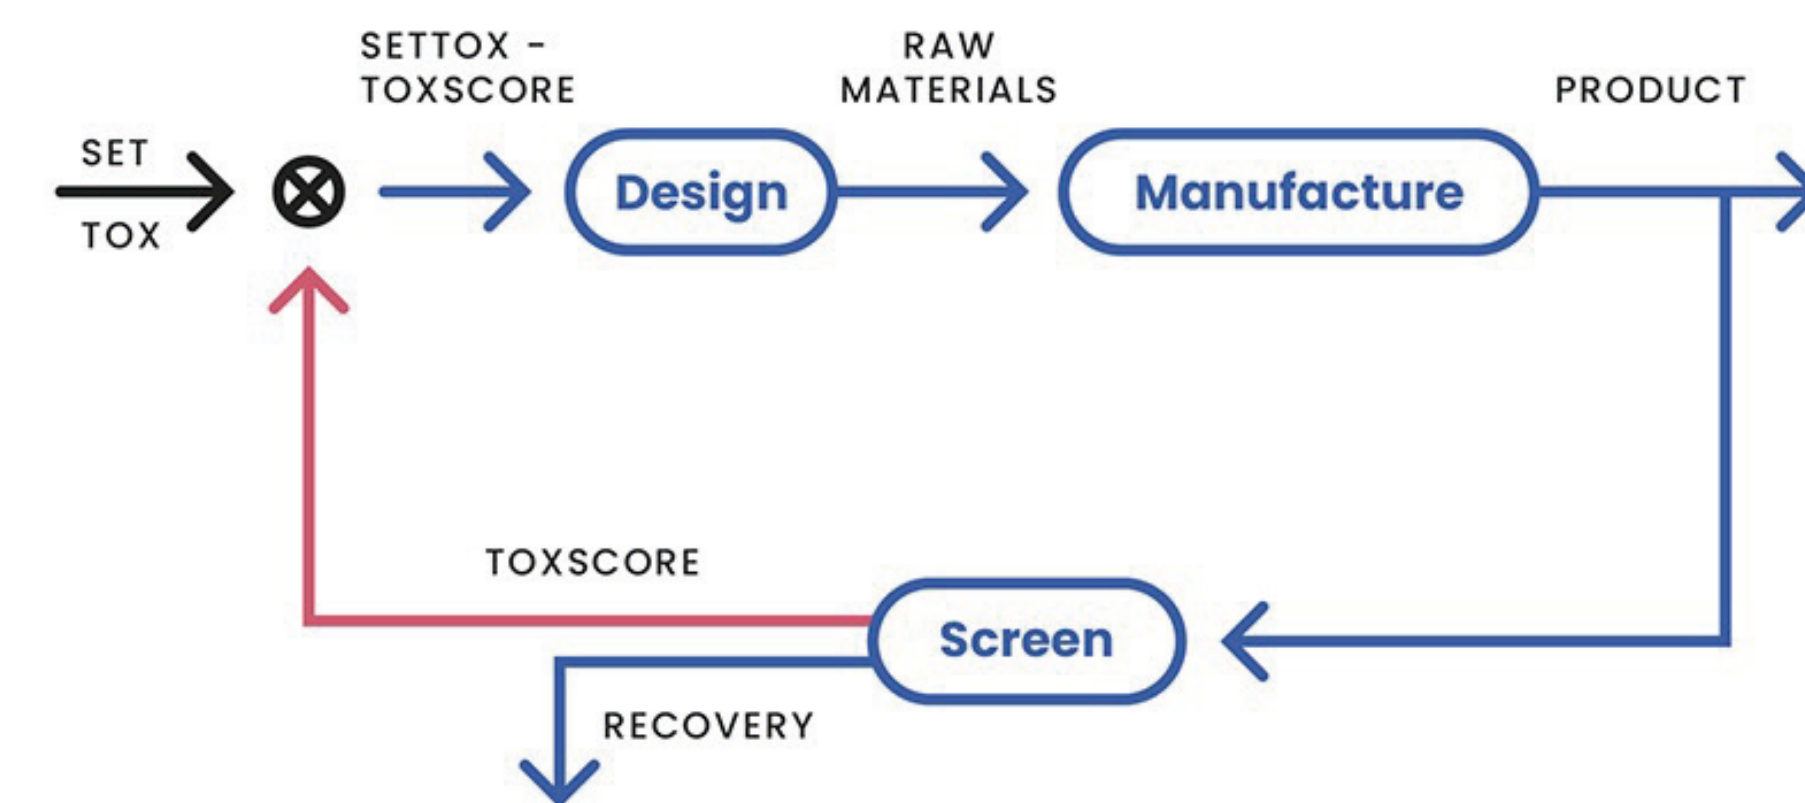 SETTOX -
TOXSCORE
RAW
MATERIALS
PRODUCT
SET
TOX
Design
Manufacture
TOXSCORE
Screen
RECOVERY